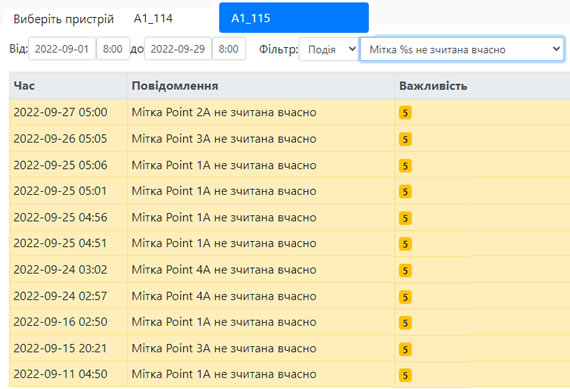 Виберіть пристрій A1_114 A1_115
Від: 2022-09-01 8:00 до 2022-09-29 8:00 Фільтр: Подія Мітка %s не зчитана вчасно
Час Повідомлення Важливість
2022-09-27 05:00 Мітка Point 2A не зчитана вчасно 5
2022-09-26 05:05 Мітка Point 3A не зчитана вчасно 5
2022-09-25 05:06 Мітка Point 1A не зчитана вчасно 5
2022-09-25 05:01 Мітка Point 1A не зчитана вчасно 5
2022-09-25 04:56 Мітка Point 1A не зчитана вчасно 5
2022-09-25 04:51 Мітка Point 1A не зчитана вчасно 5
2022-09-24 03:02 Мітка Point 4A не зчитана вчасно 5
2022-09-24 02:57 Мітка Point 4A не зчитана вчасно 5
2022-09-16 02:50 Мітка Point 1A не зчитана вчасно 5
2022-09-15 20:21 Мітка Point 3A не зчитана вчасно 5
2022-09-11 04:50 Мітка Point 1A не зчитана вчасно 5